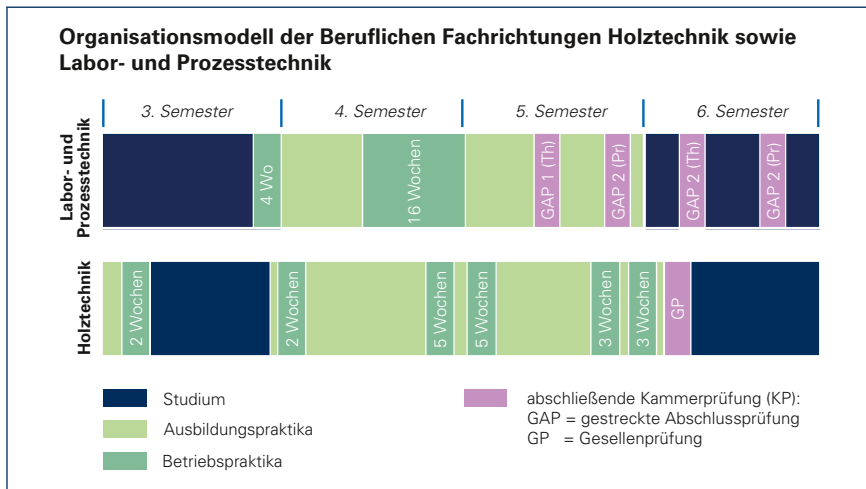 Organisationsmodell der Beruflichen Fachrichtungen Holztechnik sowie
Labor- und Prozesstechnik
3. Semester
4. Semester
5. Semester
6. Semester
Labor- und
Prozesstechnik
4 Wo
16 Wochen
GAP 1 (Th)
GAP 2 (Pr)
GAP 2 (Th)
GAP 2 (Pr)
Holztechnik
2 Wochen
2 Wochen
5 Wochen
5 Wochen
3 Wochen
3 Wochen
GP
Studium
Ausbildungspraktika
Betriebspraktika
abschließende Kammerprüfung (KP):
GAP = gestreckte Abschlussprüfung
GP = Gesellenprüfung